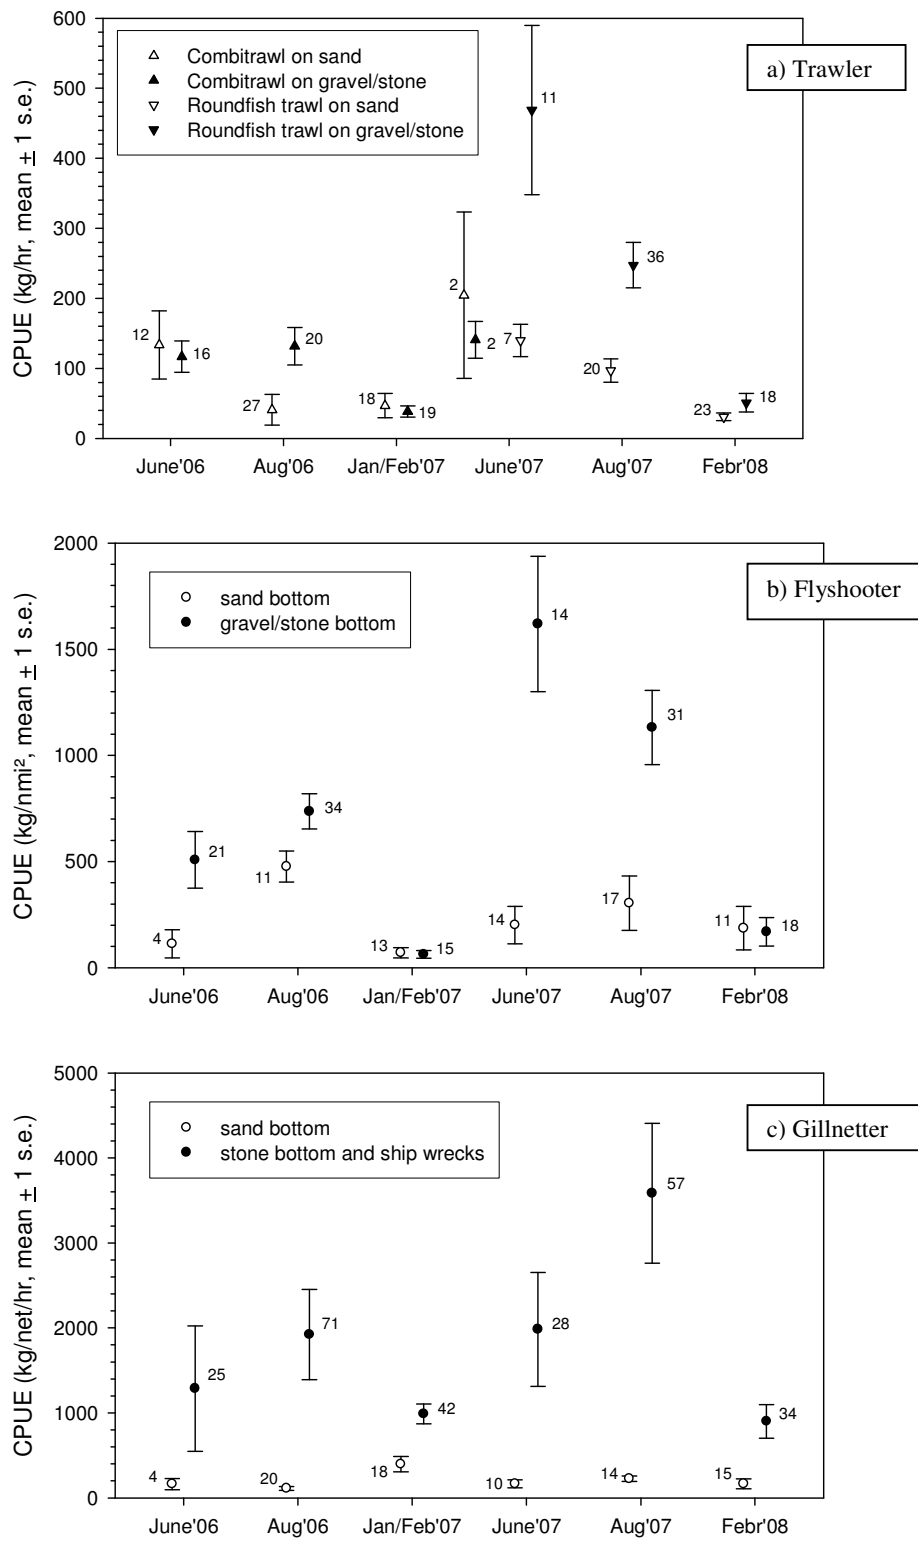 a) Trawler
CPUE (kg/hr, mean ± 1 s.e.)
600
500
400
300
200
100
0
Combitrawl on sand
Combitrawl on gravel/stone
Roundfish trawl on sand
Roundfish trawl on gravel/stone
12
16
27
20
18
19
2
2
7
11
20
36
23
18
June'06
Aug'06
Jan/Feb'07
June'07
Aug'07
Febr'08
b) Flyshooter
CPUE (kg/nmi², mean ± 1 s.e.)
2000
1500
1000
500
0
sand bottom
gravel/stone bottom
4
21
11
34
13
15
14
14
17
31
11
18
June'06
Aug'06
Jan/Feb'07
June'07
Aug'07
Febr'08
c) Gillnetter
CPUE (kg/net/hr, mean ± 1 s.e.)
5000
4000
3000
2000
1000
0
sand bottom
stone bottom and ship wrecks
4
25
20
71
18
42
10
28
14
57
15
34
June'06
Aug'06
Jan/Feb'07
June'07
Aug'07
Febr'08